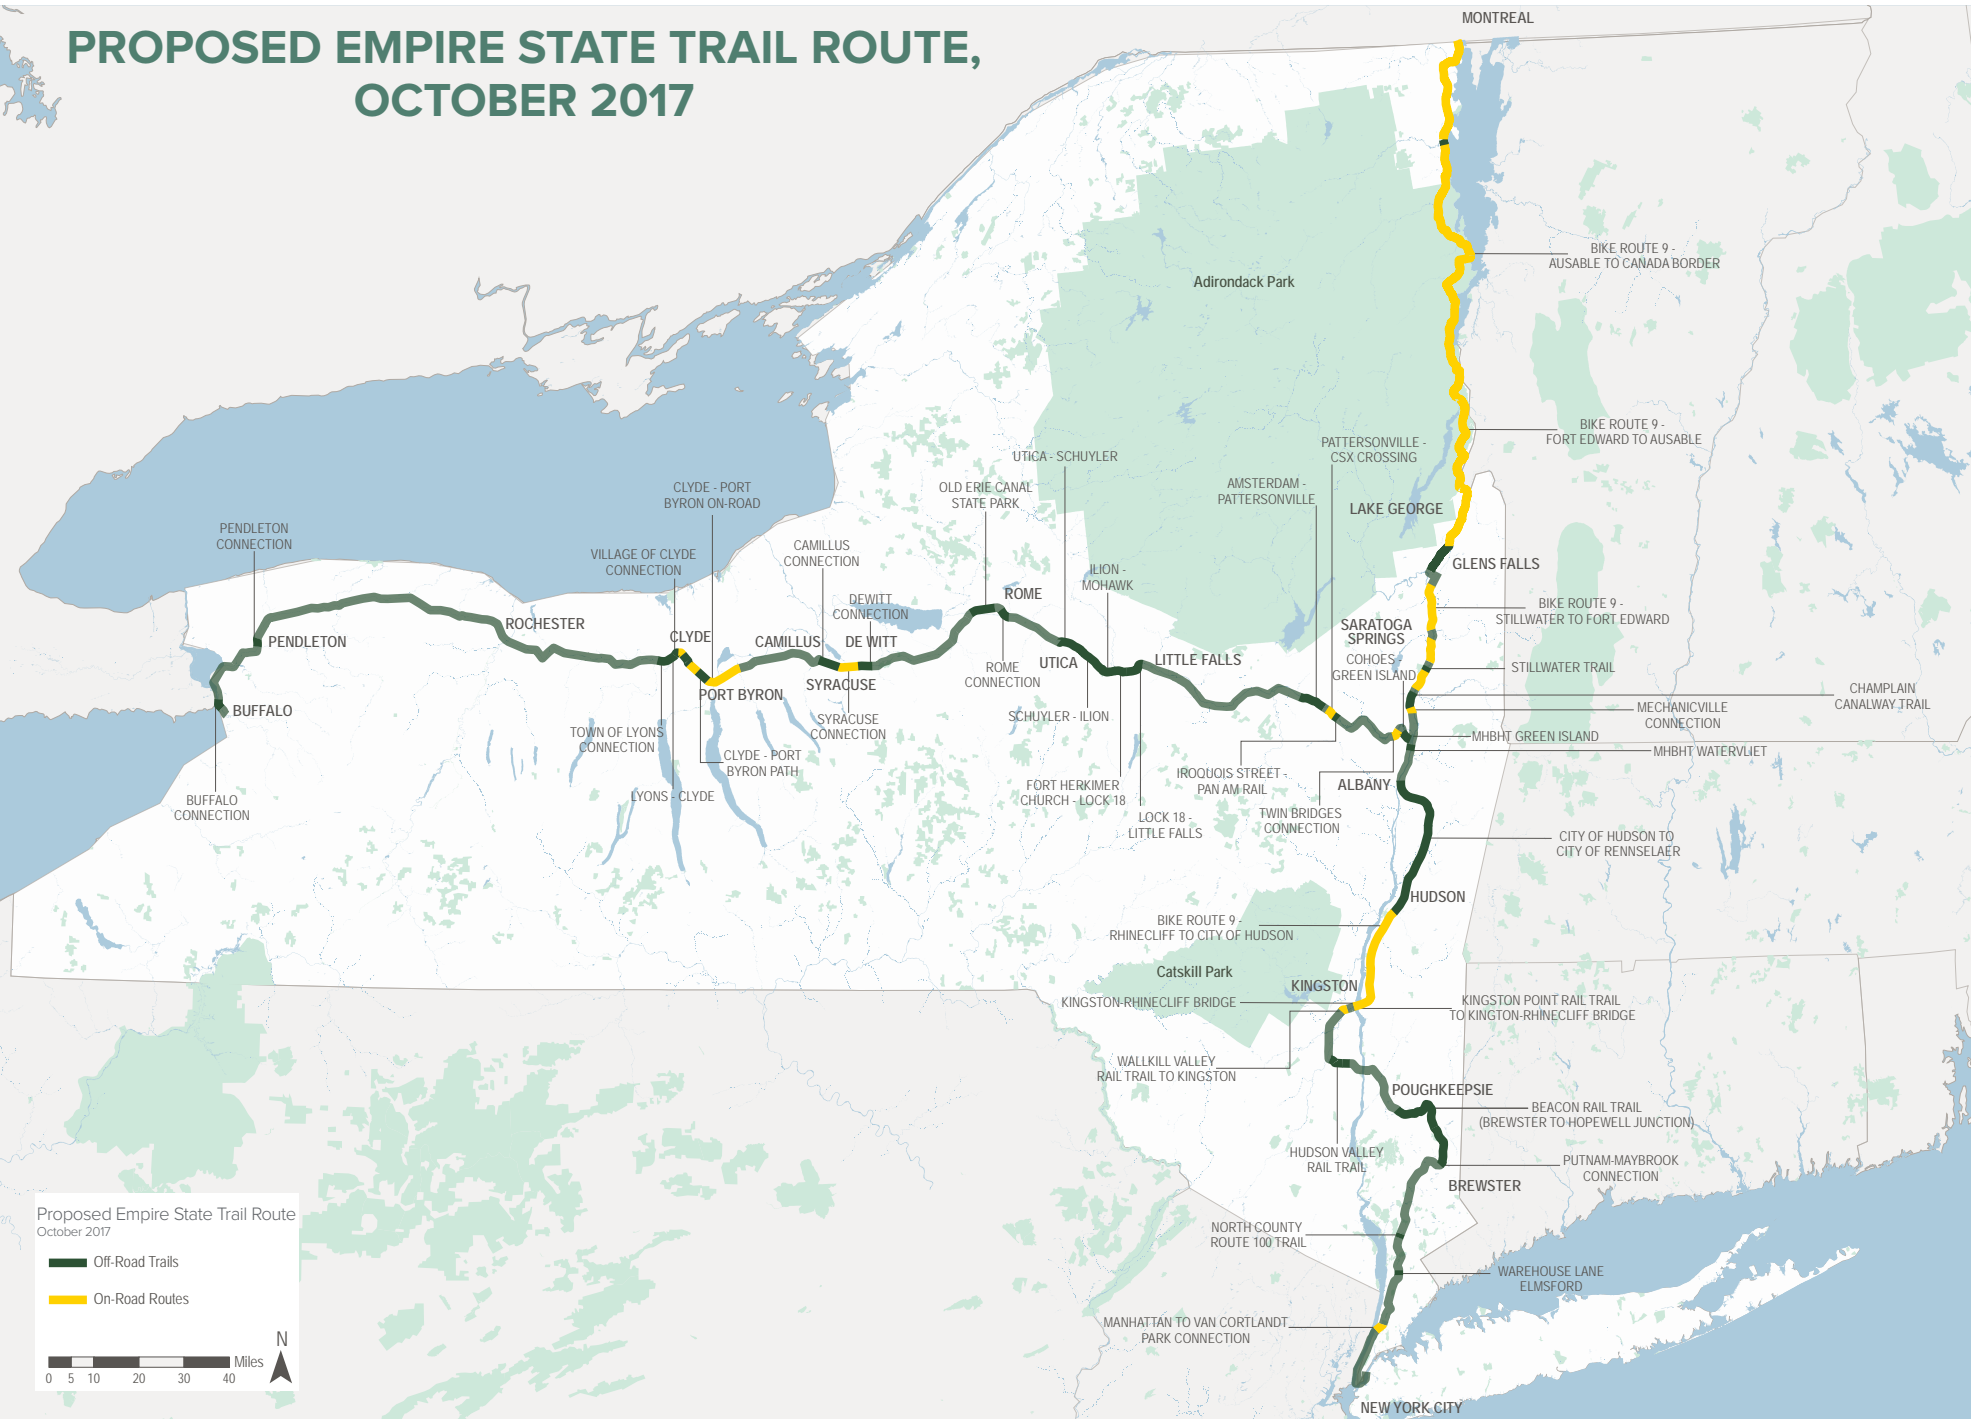 PROPOSED EMPIRE STATE TRAIL ROUTE,
OCTOBER 2017
MONTREAL
BIKE ROUTE 9 -
AUSABLE TO CANADA BORDER
Adirondack Park
BIKE ROUTE 9 -
FORT EDWARD TO AUSABLE
PATTERSONVILLE -
CSX CROSSING
UTICA - SCHUYLER
AMSTERDAM -
PATTERSONVILLE
OLD ERIE CANAL
STATE PARK
CLYDE - PORT
BYRON ON-ROAD
LAKE GEORGE
PENDLETON
CONNECTION
CAMILLUS
CONNECTION
VILLAGE OF CLYDE
CONNECTION
GLENS FALLS
ILION -
MOHAWK
ROME
DEWITT
CONNECTION
BIKE ROUTE 9 -
STILLWATER TO FORT EDWARD
ROCHESTER
SARATOGA
SPRINGS
PENDLETON
CLYDE
CAMILLUS
DE WITT
UTICA
LITTLE FALLS
COHOES -
GREEN ISLAND
STILLWATER TRAIL
ROME
CONNECTION
SYRACUSE
PORT BYRON
CHAMPLAIN
CANALWAY TRAIL
BUFFALO
SYRACUSE
CONNECTION
SCHUYLER - ILION
MECHANICVILLE
CONNECTION
TOWN OF LYONS
CONNECTION
MHBHT GREEN ISLAND
MHBHT WATERVLIET
CLYDE - PORT
BYRON PATH
IROQUOIS STREET -
PAN AM RAIL
FORT HERKIMER
CHURCH - LOCK 18
ALBANY
LYONS - CLYDE
BUFFALO
CONNECTION
LOCK 18 -
LITTLE FALLS
TWIN BRIDGES
CONNECTION
CITY OF HUDSON TO
CITY OF RENNSELAER
HUDSON
BIKE ROUTE 9 -
RHINECLIFF TO CITY OF HUDSON
Catskill Park
KINGSTON
KINGSTON-RHINECLIFF BRIDGE
KINGSTON POINT RAIL TRAIL
TO KINGTON-RHINECLIFF BRIDGE
WALLKILL VALLEY
RAIL TRAIL TO KINGSTON
POUGHKEEPSIE
BEACON RAIL TRAIL
(BREWSTER TO HOPEWELL JUNCTION)
HUDSON VALLEY
RAIL TRAIL
PUTNAM-MAYBROOK
CONNECTION
BREWSTER
NORTH COUNTY
ROUTE 100 TRAIL
WAREHOUSE LANE
ELMSFORD
MANHATTAN TO VAN CORTLANDT
PARK CONNECTION
NEW YORK CITY
Proposed Empire State Trail Route
October 2017
Off-Road Trails
On-Road Routes
N
Miles
0 5 10 20 30 40